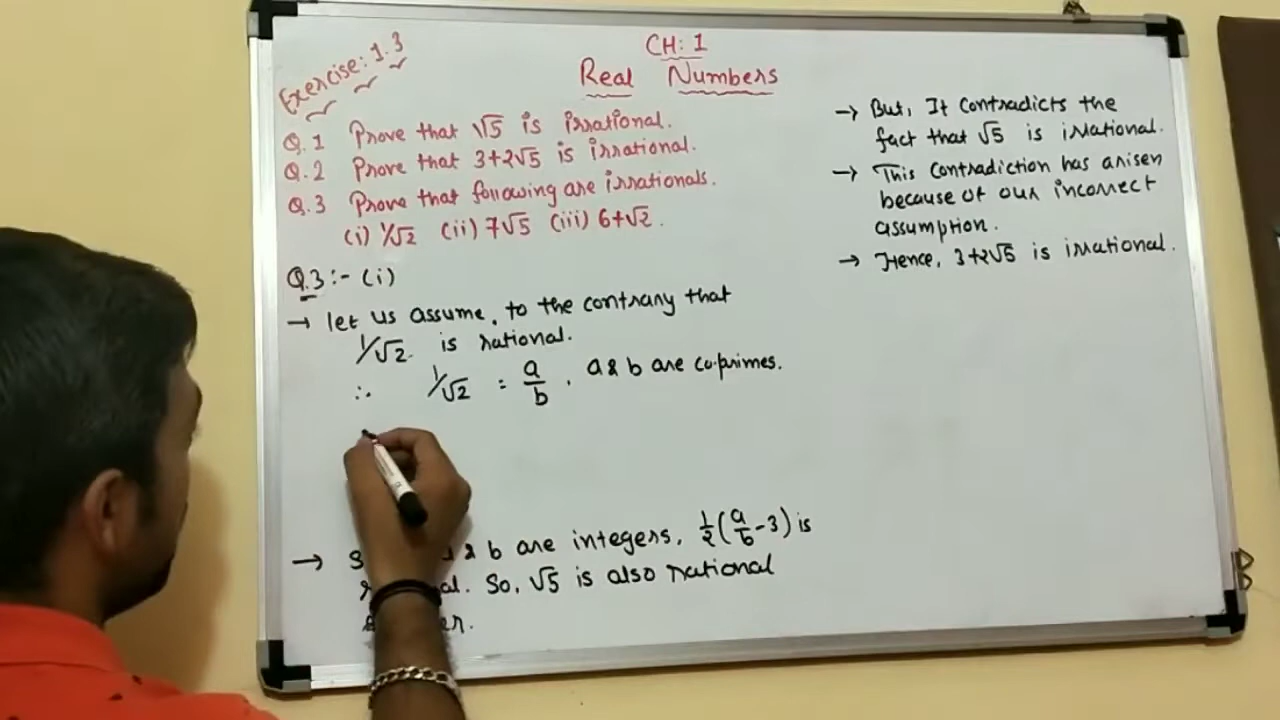 Exercise: 1.3
CH: 1
Real Numbers
Q.1 Prove that √5 is irrational.
Q.2 Prove that 3+2√5 is irrational.
Q.3 Prove that following are irrationals.
(i) 1/√2 (ii) 7√5 (iii) 6+√2.
Q.3 :- (i)
→ let us assume, to the contrary that
1/√2 is rational.
∴ 1/√2 = a/b , a & b are co-primes.
→ & b are integers, 1/2(a/b-3) is
So, √5 is also rational
→ But, It contradicts the
fact that √5 is irrational.
→ This contradiction has arisen
because of our incorrect
assumption.
→ Hence, 3+2√5 is irrational.